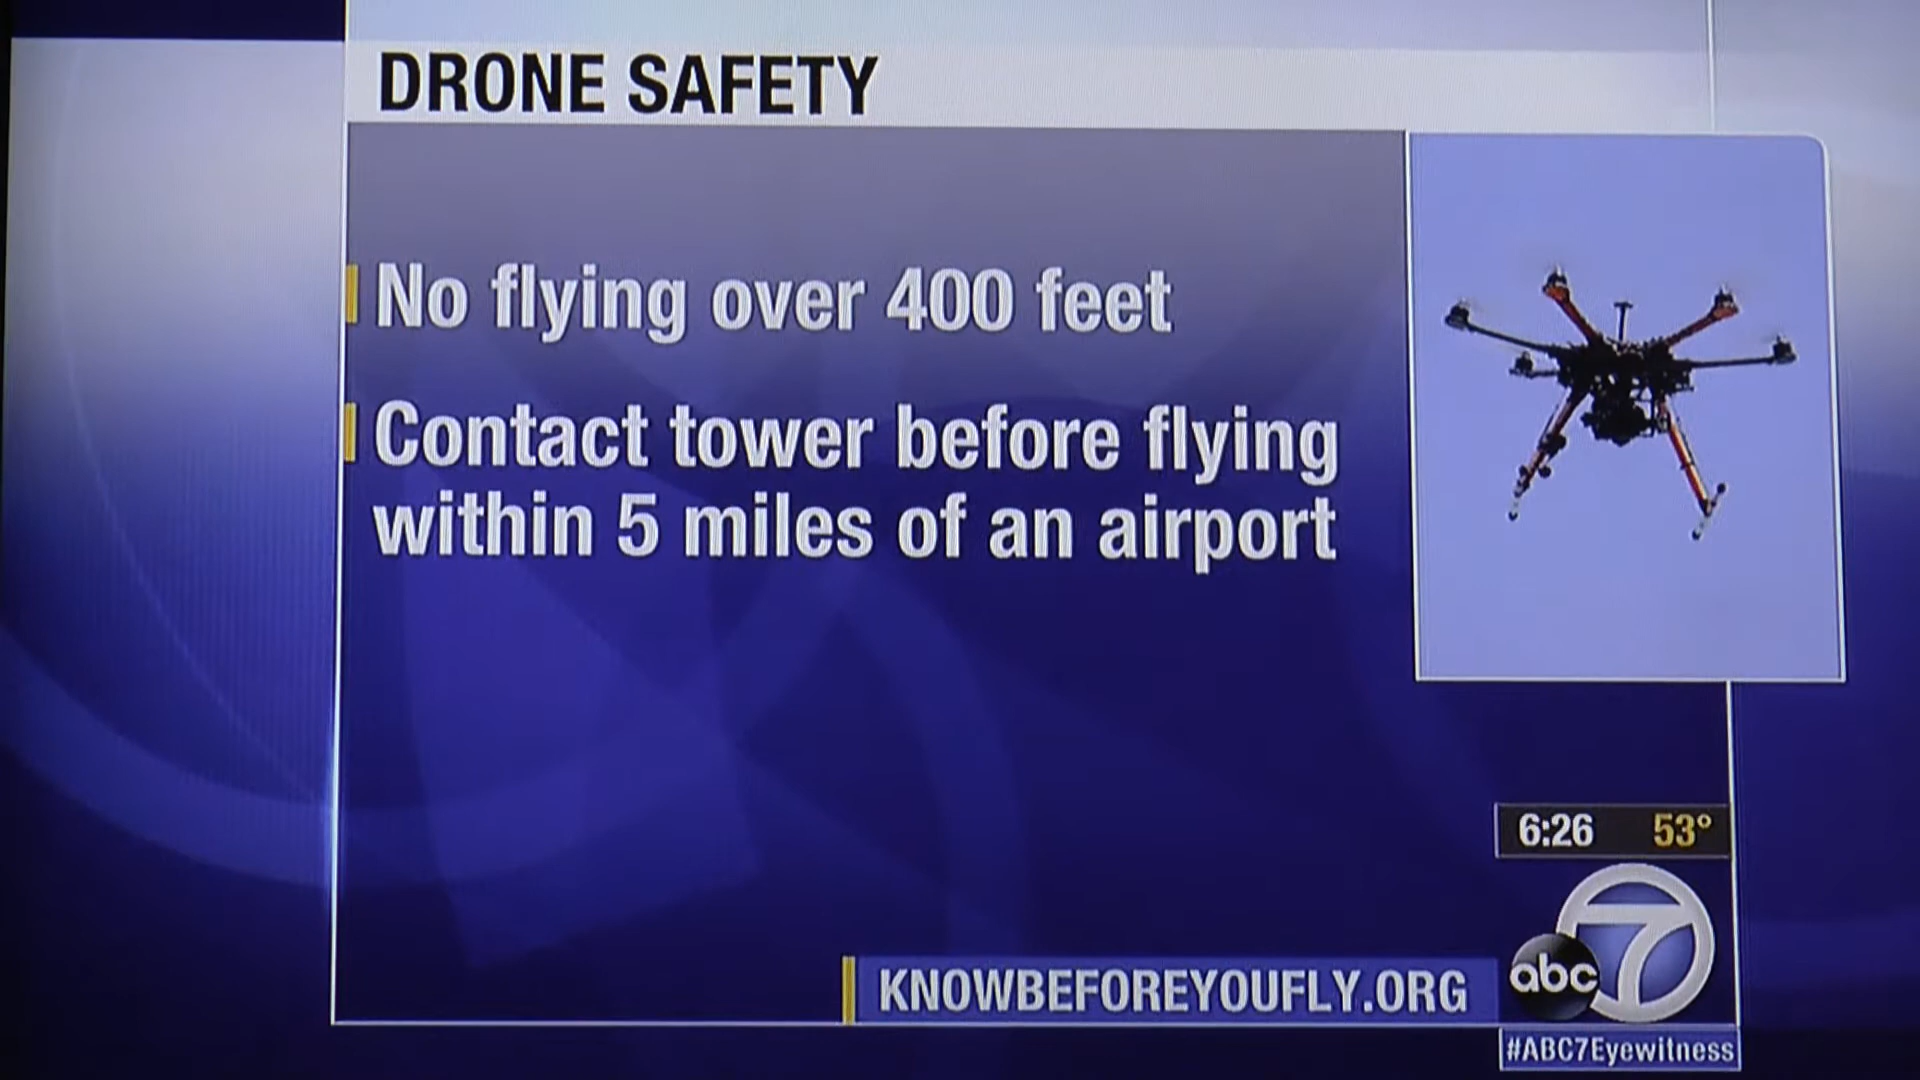 DRONE SAFETY
No flying over 400 feet
Contact tower before flying
within 5 miles of an airport
6:26 53°
7
abc
KNOWBEFOREYOUFLY.ORG
#ABC7Eyewitness